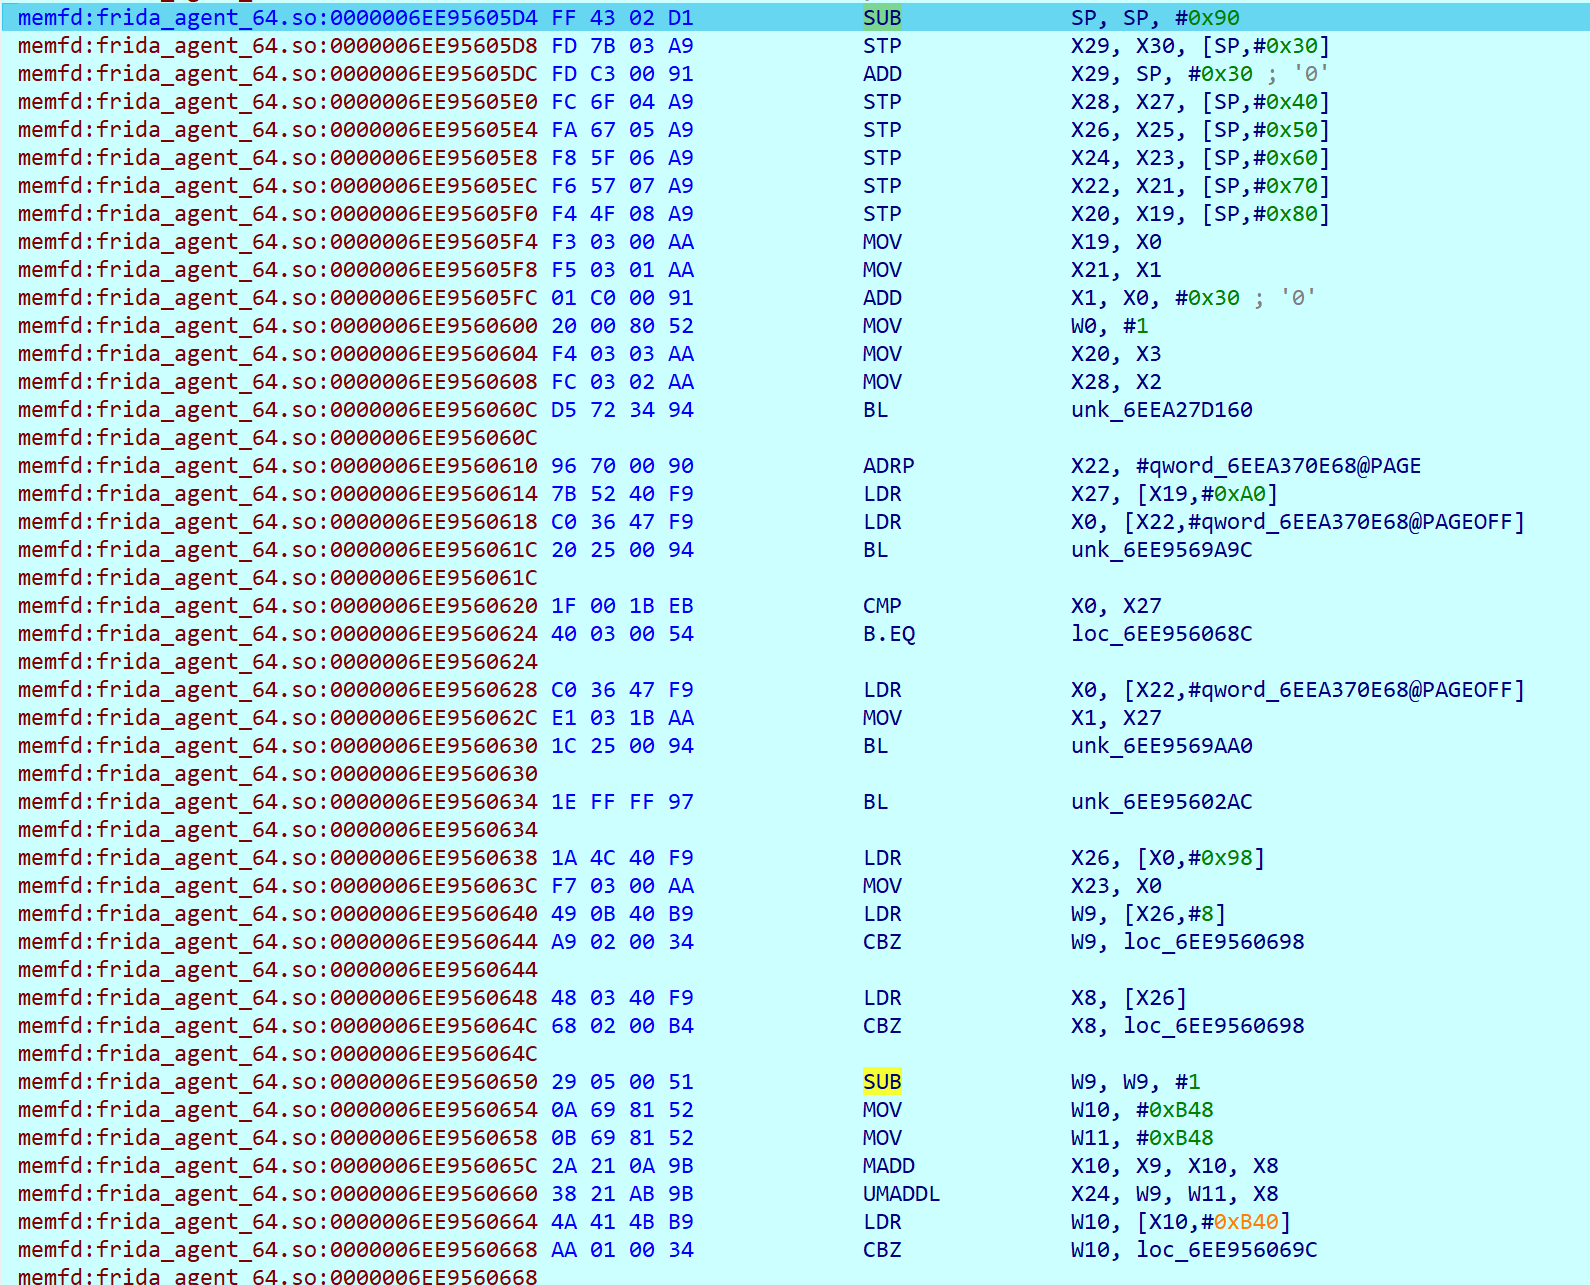 memfd:frida_agent_64.so:0000006EE95605D4 FF 43 02 D1 SUB SP, SP, #0x90
memfd:frida_agent_64.so:0000006EE95605D8 FD 7B 03 A9 STP X29, X30, [SP,#0x30]
memfd:frida_agent_64.so:0000006EE95605DC FD C3 00 91 ADD X29, SP, #0x30 ; '0'
memfd:frida_agent_64.so:0000006EE95605E0 FC 6F 04 A9 STP X28, X27, [SP,#0x40]
memfd:frida_agent_64.so:0000006EE95605E4 FA 67 05 A9 STP X26, X25, [SP,#0x50]
memfd:frida_agent_64.so:0000006EE95605E8 F8 5F 06 A9 STP X24, X23, [SP,#0x60]
memfd:frida_agent_64.so:0000006EE95605EC F6 57 07 A9 STP X22, X21, [SP,#0x70]
memfd:frida_agent_64.so:0000006EE95605F0 F4 4F 08 A9 STP X20, X19, [SP,#0x80]
memfd:frida_agent_64.so:0000006EE95605F4 F3 03 00 AA MOV X19, X0
memfd:frida_agent_64.so:0000006EE95605F8 F5 03 01 AA MOV X21, X1
memfd:frida_agent_64.so:0000006EE95605FC 01 C0 00 91 ADD X1, X0, #0x30 ; '0'
memfd:frida_agent_64.so:0000006EE9560600 20 00 80 52 MOV W0, #1
memfd:frida_agent_64.so:0000006EE9560604 F4 03 03 AA MOV X20, X3
memfd:frida_agent_64.so:0000006EE9560608 FC 03 02 AA MOV X28, X2
memfd:frida_agent_64.so:0000006EE956060C D5 72 34 94 BL unk_6EEA27D160
memfd:frida_agent_64.so:0000006EE956060C
memfd:frida_agent_64.so:0000006EE9560610 96 70 00 90 ADRP X22, #qword_6EEA370E68@PAGE
memfd:frida_agent_64.so:0000006EE9560614 7B 52 40 F9 LDR X27, [X19,#0xA0]
memfd:frida_agent_64.so:0000006EE9560618 C0 36 47 F9 LDR X0, [X22,#qword_6EEA370E68@PAGEOFF]
memfd:frida_agent_64.so:0000006EE956061C 20 25 00 94 BL unk_6EE9569A9C
memfd:frida_agent_64.so:0000006EE956061C
memfd:frida_agent_64.so:0000006EE9560620 1F 00 1B EB CMP X0, X27
memfd:frida_agent_64.so:0000006EE9560624 40 03 00 54 B.EQ loc_6EE956068C
memfd:frida_agent_64.so:0000006EE9560624
memfd:frida_agent_64.so:0000006EE9560628 C0 36 47 F9 LDR X0, [X22,#qword_6EEA370E68@PAGEOFF]
memfd:frida_agent_64.so:0000006EE956062C E1 03 1B AA MOV X1, X27
memfd:frida_agent_64.so:0000006EE9560630 1C 25 00 94 BL unk_6EE9569AA0
memfd:frida_agent_64.so:0000006EE9560630
memfd:frida_agent_64.so:0000006EE9560634 1E FF FF 97 BL unk_6EE95602AC
memfd:frida_agent_64.so:0000006EE9560634
memfd:frida_agent_64.so:0000006EE9560638 1A 4C 40 F9 LDR X26, [X0,#0x98]
memfd:frida_agent_64.so:0000006EE956063C F7 03 00 AA MOV X23, X0
memfd:frida_agent_64.so:0000006EE9560640 49 0B 40 B9 LDR W9, [X26,#8]
memfd:frida_agent_64.so:0000006EE9560644 A9 02 00 34 CBZ W9, loc_6EE9560698
memfd:frida_agent_64.so:0000006EE9560644
memfd:frida_agent_64.so:0000006EE9560648 48 03 40 F9 LDR X8, [X26]
memfd:frida_agent_64.so:0000006EE956064C 68 02 00 B4 CBZ X8, loc_6EE9560698
memfd:frida_agent_64.so:0000006EE956064C
memfd:frida_agent_64.so:0000006EE9560650 29 05 00 51 SUB W9, W9, #1
memfd:frida_agent_64.so:0000006EE9560654 0A 69 81 52 MOV W10, #0xB48
memfd:frida_agent_64.so:0000006EE9560658 0B 69 81 52 MOV W11, #0xB48
memfd:frida_agent_64.so:0000006EE956065C 2A 21 0A 9B MADD X10, X9, X10, X8
memfd:frida_agent_64.so:0000006EE9560660 38 21 AB 9B UMADDL X24, W9, W11, X8
memfd:frida_agent_64.so:0000006EE9560664 4A 41 4B B9 LDR W10, [X10,#0xB40]
memfd:frida_agent_64.so:0000006EE9560668 AA 01 00 34 CBZ W10, loc_6EE956069C
memfd:frida_agent_64.so:0000006EE9560668